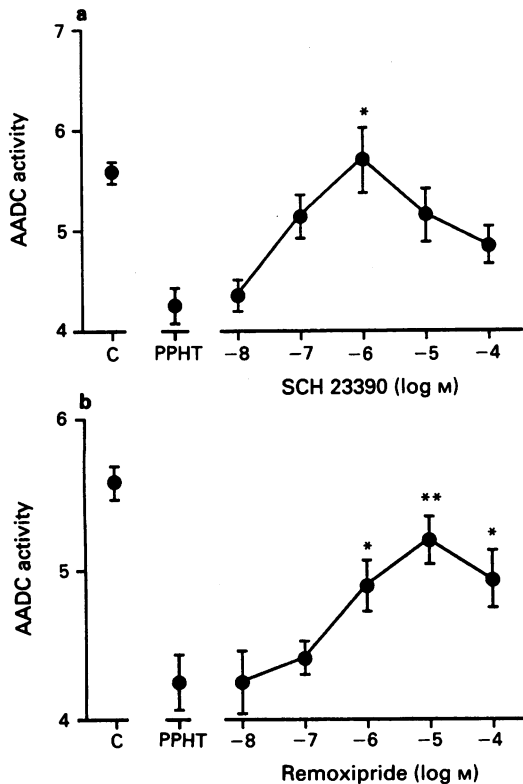 a
7
6
5
4
AADC activity
*
C
PPHT
−8
−7
−6
−5
−4
SCH 23390 (log M)
b
6
5
4
AADC activity
*
**
*
C
PPHT
−8
−7
−6
−5
−4
Remoxipride (log M)